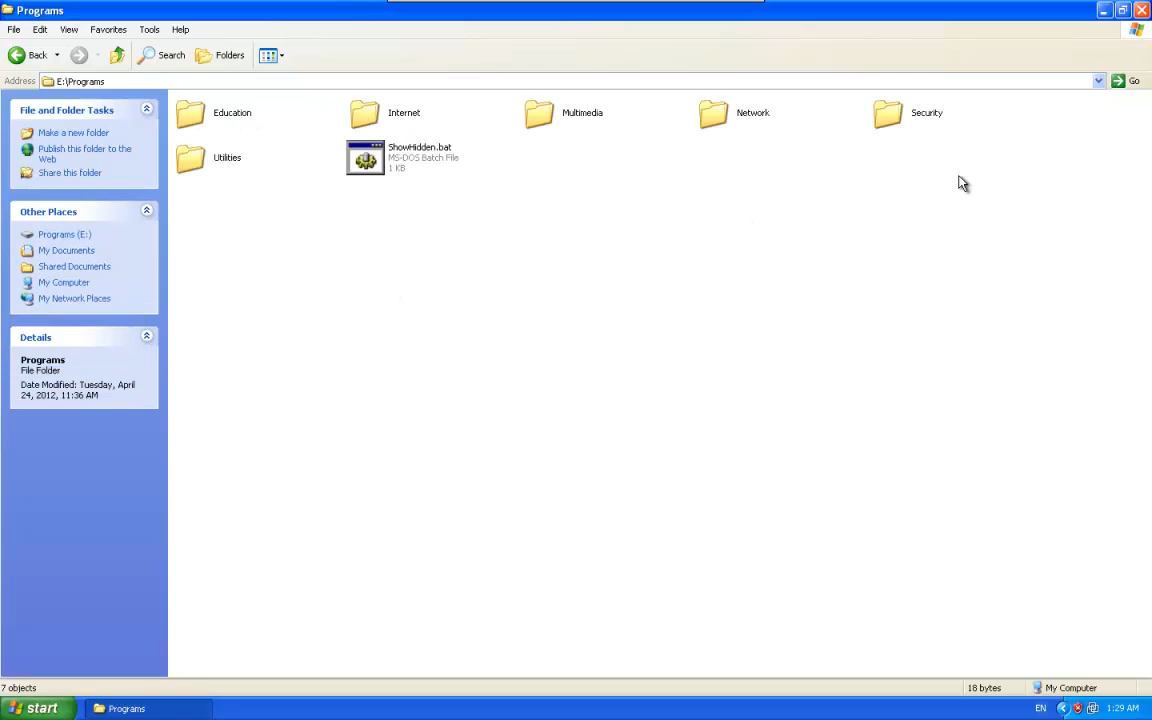 Programs
File Edit View Favorites Tools Help
Back Search Folders
Address E:\Programs Go
File and Folder Tasks
Make a new folder
Publish this folder to the
Web
Share this folder
Other Places
Programs (E:)
My Documents
Shared Documents
My Computer
My Network Places
Details
Programs
File Folder
Date Modified: Tuesday, April
24, 2012, 11:36 AM
Education Internet Multimedia Network Security
Utilities
ShowHidden.bat
MS-DOS Batch File
1 KB
7 objects 18 bytes My Computer
start Programs EN 1:29 AM